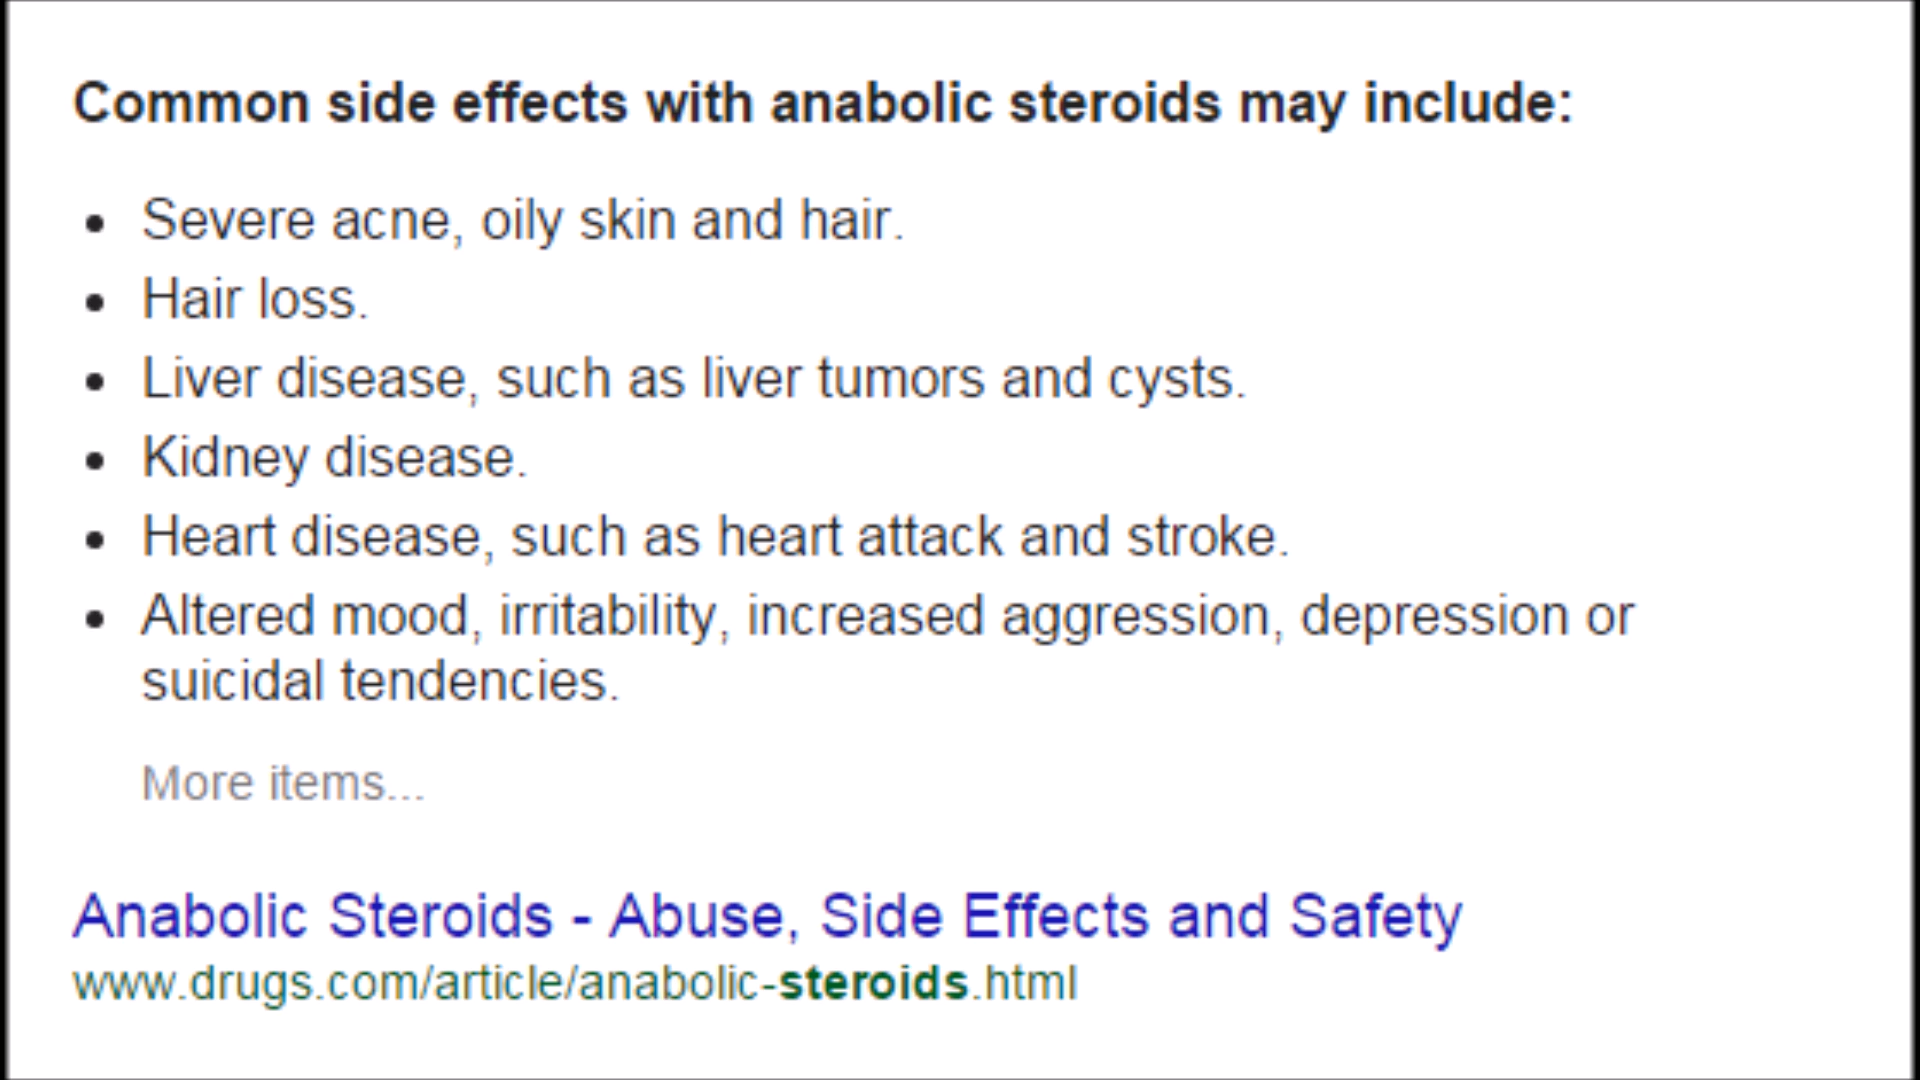 Common side effects with anabolic steroids may include:
• Severe acne, oily skin and hair.
• Hair loss.
• Liver disease, such as liver tumors and cysts.
• Kidney disease.
• Heart disease, such as heart attack and stroke.
• Altered mood, irritability, increased aggression, depression or
suicidal tendencies.
More items...
Anabolic Steroids - Abuse, Side Effects and Safety
www.drugs.com/article/anabolic-steroids.html